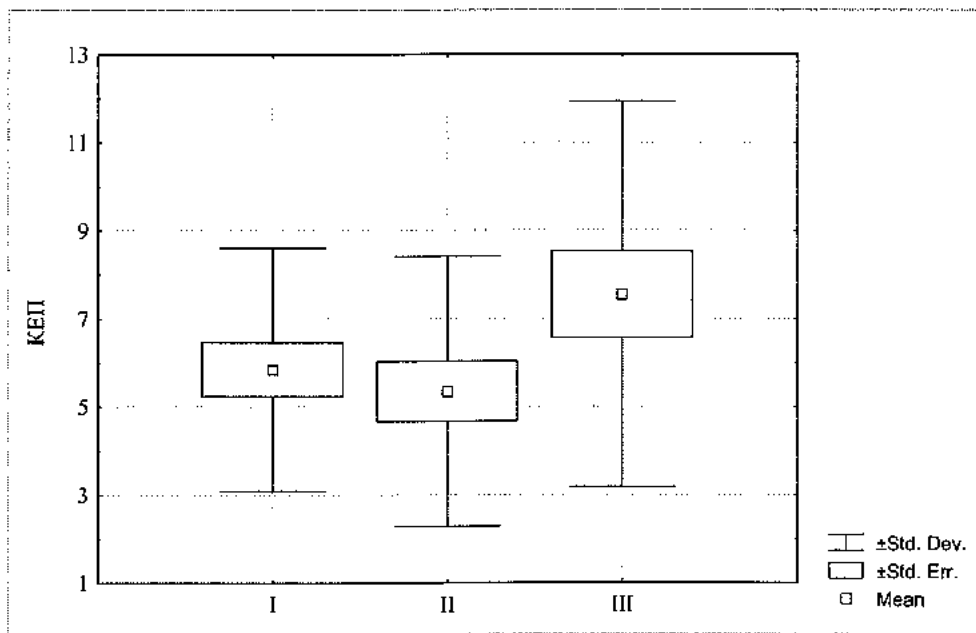 13
11
9
7
5
3
1
КЕП
I
II
III
±Std. Dev.
±Std. Err.
Mean